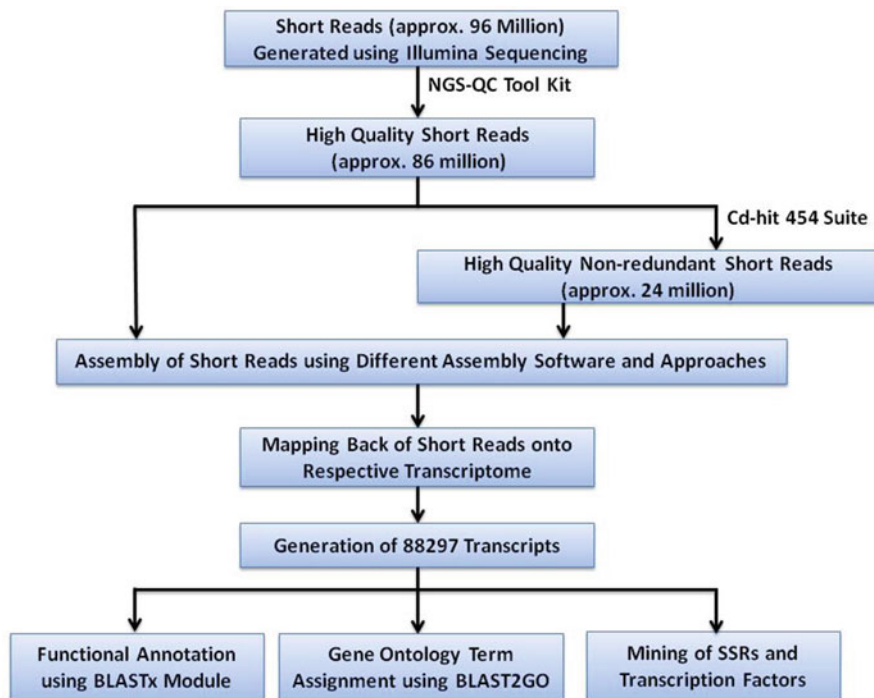 Short Reads (approx. 96 Million)
Generated using Illumina Sequencing
NGS-QC Tool Kit
High Quality Short Reads
(approx. 86 million)
Cd-hit 454 Suite
High Quality Non-redundant Short Reads
(approx. 24 million)
Assembly of Short Reads using Different Assembly Software and Approaches
Mapping Back of Short Reads onto
Respective Transcriptome
Generation of 88297 Transcripts
Functional Annotation
using BLASTx Module
Gene Ontology Term
Assignment using BLAST2GO
Mining of SSRs and
Transcription Factors